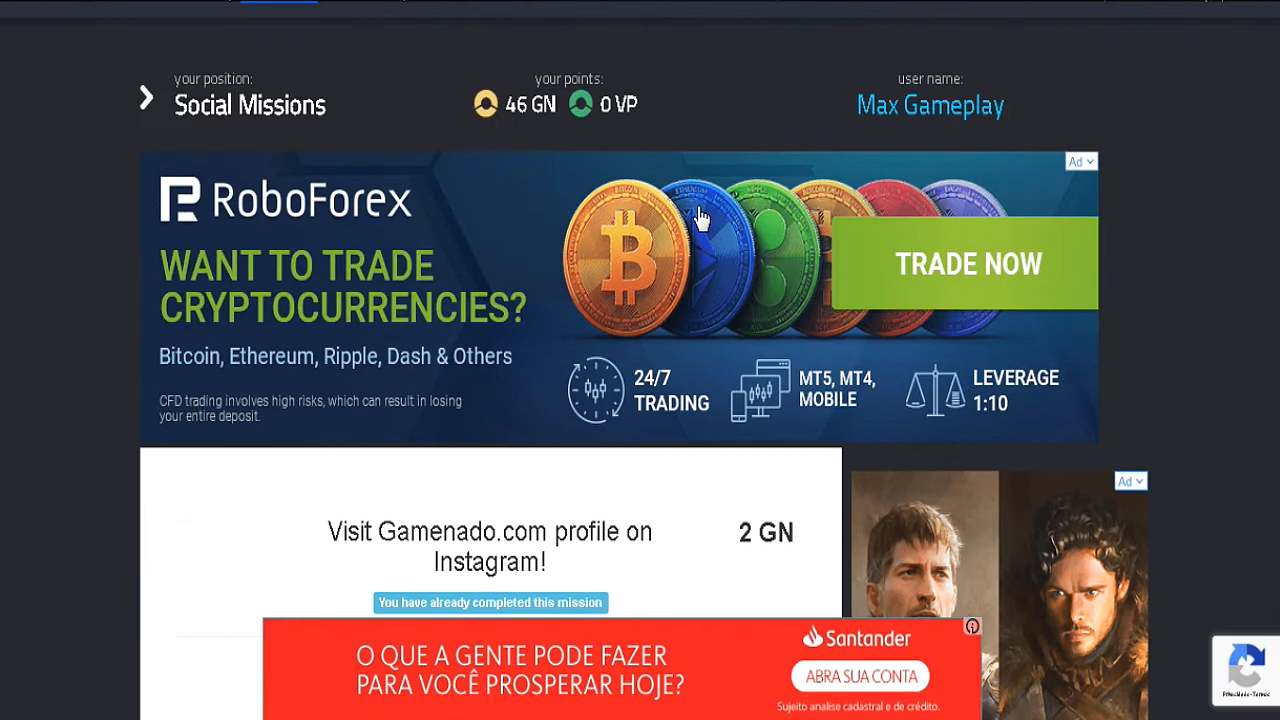 your position:
Social Missions
your points:
46 GN
0 VP
user name:
Max Gameplay
Ad
RoboForex
WANT TO TRADE
CRYPTOCURRENCIES?
Bitcoin, Ethereum, Ripple, Dash & Others
CFD trading involves high risks, which can result in losing
your entire deposit.
TRADE NOW
24/7
TRADING
MT5, MT4,
MOBILE
LEVERAGE
1:10
Visit Gamenado.com profile on
Instagram!
2 GN
You have already completed this mission
Ad
O QUE A GENTE PODE FAZER
PARA VOCÊ PROSPERAR HOJE?
Santander
ABRA SUA CONTA
Sujeito analise cadastral e de crédito.